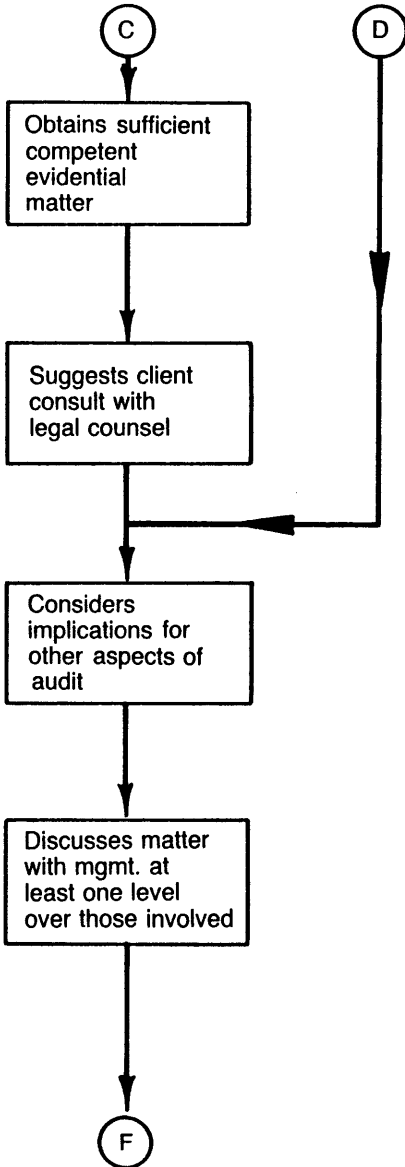 C
D
Obtains sufficient
competent
evidential
matter
Suggests client
consult with
legal counsel
Considers
implications for
other aspects of
audit
Discusses matter
with mgmt. at
least one level
over those involved
F